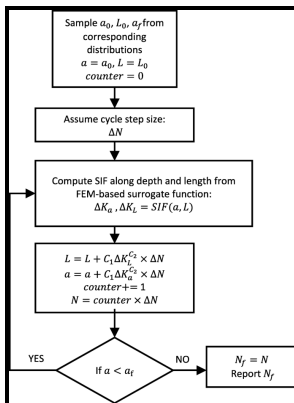 Sample a₀, L₀, a_f from
corresponding
distributions
a = a₀, L = L₀
counter = 0
Assume cycle step size:
ΔN
Compute SIF along depth and length from
FEM-based surrogate function:
ΔKₐ , ΔK_L = SIF(a, L)
L = L + C₁ΔK_L^{C₂} × ΔN
a = a + C₁ΔKₐ^{C₂} × ΔN
counter+= 1
N = counter × ΔN
YES
If a < a_f
NO
N_f = N
Report N_f